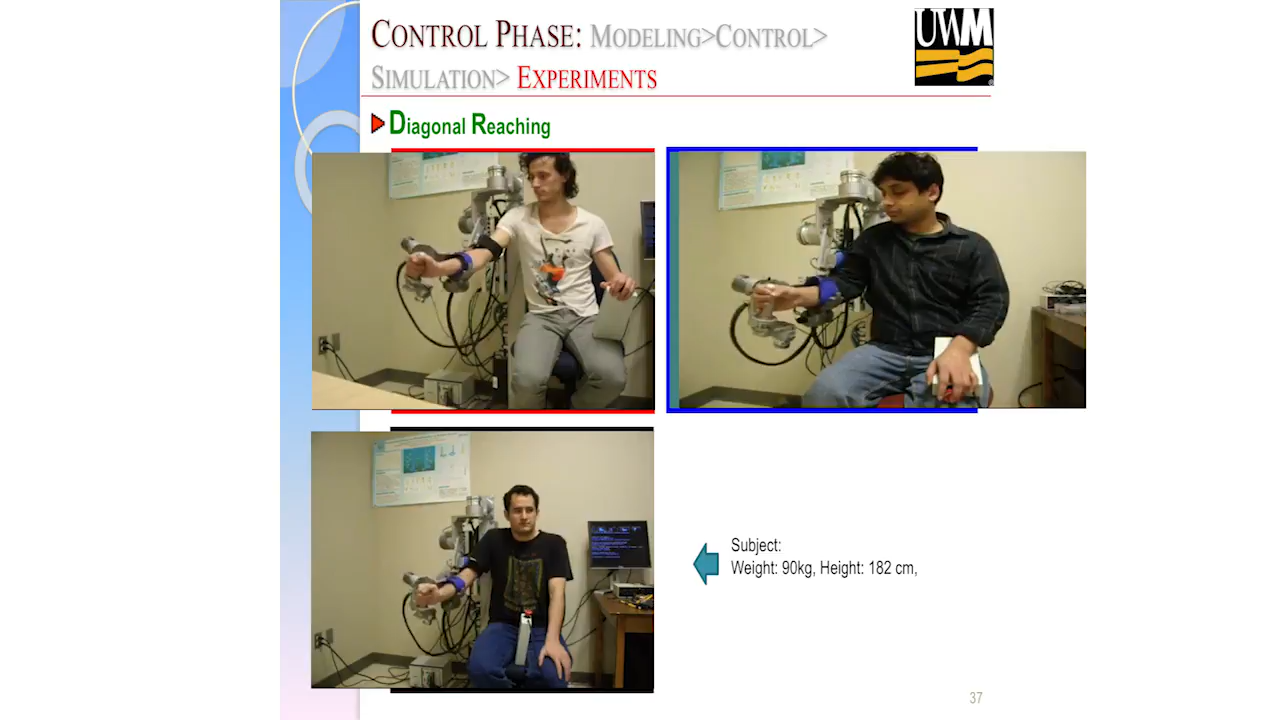 CONTROL PHASE: MODELING>CONTROL>
SIMULATION> EXPERIMENTS
UWM
Diagonal Reaching
Subject:
Weight: 90kg, Height: 182 cm,
37